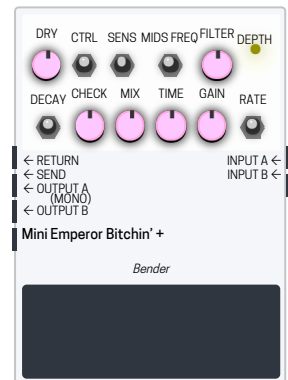 DRY CTRL SENS MIDS FREQ FILTER DEPTH
DECAY CHECK MIX TIME GAIN RATE
← RETURN INPUT A ←
← SEND INPUT B ←
← OUTPUT A
(MONO)
← OUTPUT B
Mini Emperor Bitchin' +
Bender